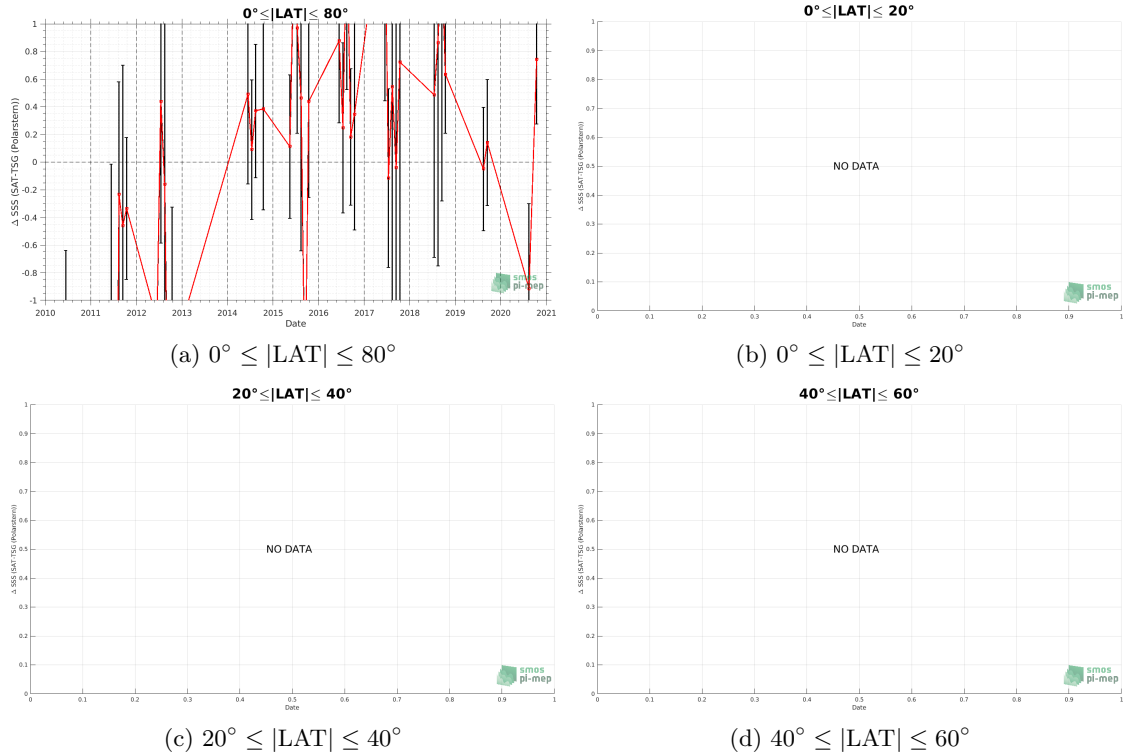 0°≤|LAT|≤ 80°
Δ SSS (SAT-TSG (Polarstern))
1
0.8
0.6
0.4
0.2
0
-0.2
-0.4
-0.6
-0.8
-1
2010 2011 2012 2013 2014 2015 2016 2017 2018 2019 2020 2021
Date
smos
pi-mep
(a) 0° ≤ |LAT| ≤ 80°
0°≤|LAT|≤ 20°
Δ SSS (SAT-TSG (Polarstern))
1
0.9
0.8
0.7
0.6
0.5
0.4
0.3
0.2
0.1
0
NO DATA
0 0.1 0.2 0.3 0.4 0.5 0.6 0.7 0.8 0.9 1
Date
smos
pi-mep
(b) 0° ≤ |LAT| ≤ 20°
20°≤|LAT|≤ 40°
Δ SSS (SAT-TSG (Polarstern))
1
0.9
0.8
0.7
0.6
0.5
0.4
0.3
0.2
0.1
0
NO DATA
0 0.1 0.2 0.3 0.4 0.5 0.6 0.7 0.8 0.9 1
Date
smos
pi-mep
(c) 20° ≤ |LAT| ≤ 40°
40°≤|LAT|≤ 60°
Δ SSS (SAT-TSG (Polarstern))
1
0.9
0.8
0.7
0.6
0.5
0.4
0.3
0.2
0.1
0
NO DATA
0 0.1 0.2 0.3 0.4 0.5 0.6 0.7 0.8 0.9 1
Date
smos
pi-mep
(d) 40° ≤ |LAT| ≤ 60°